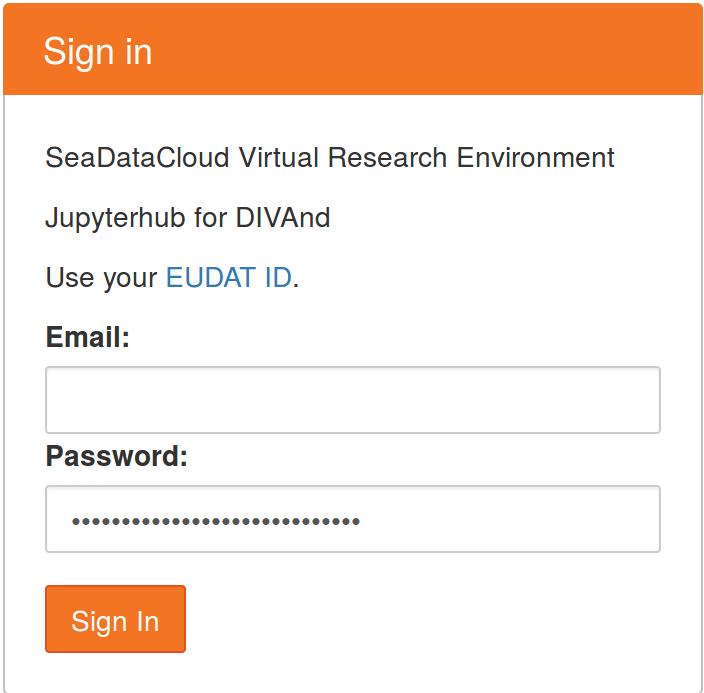 Sign in
SeaDataCloud Virtual Research Environment
Jupyterhub for DIVAnd
Use your EUDAT ID.
Email:
Password:
•••••••••••••••••••••••••••••
Sign In